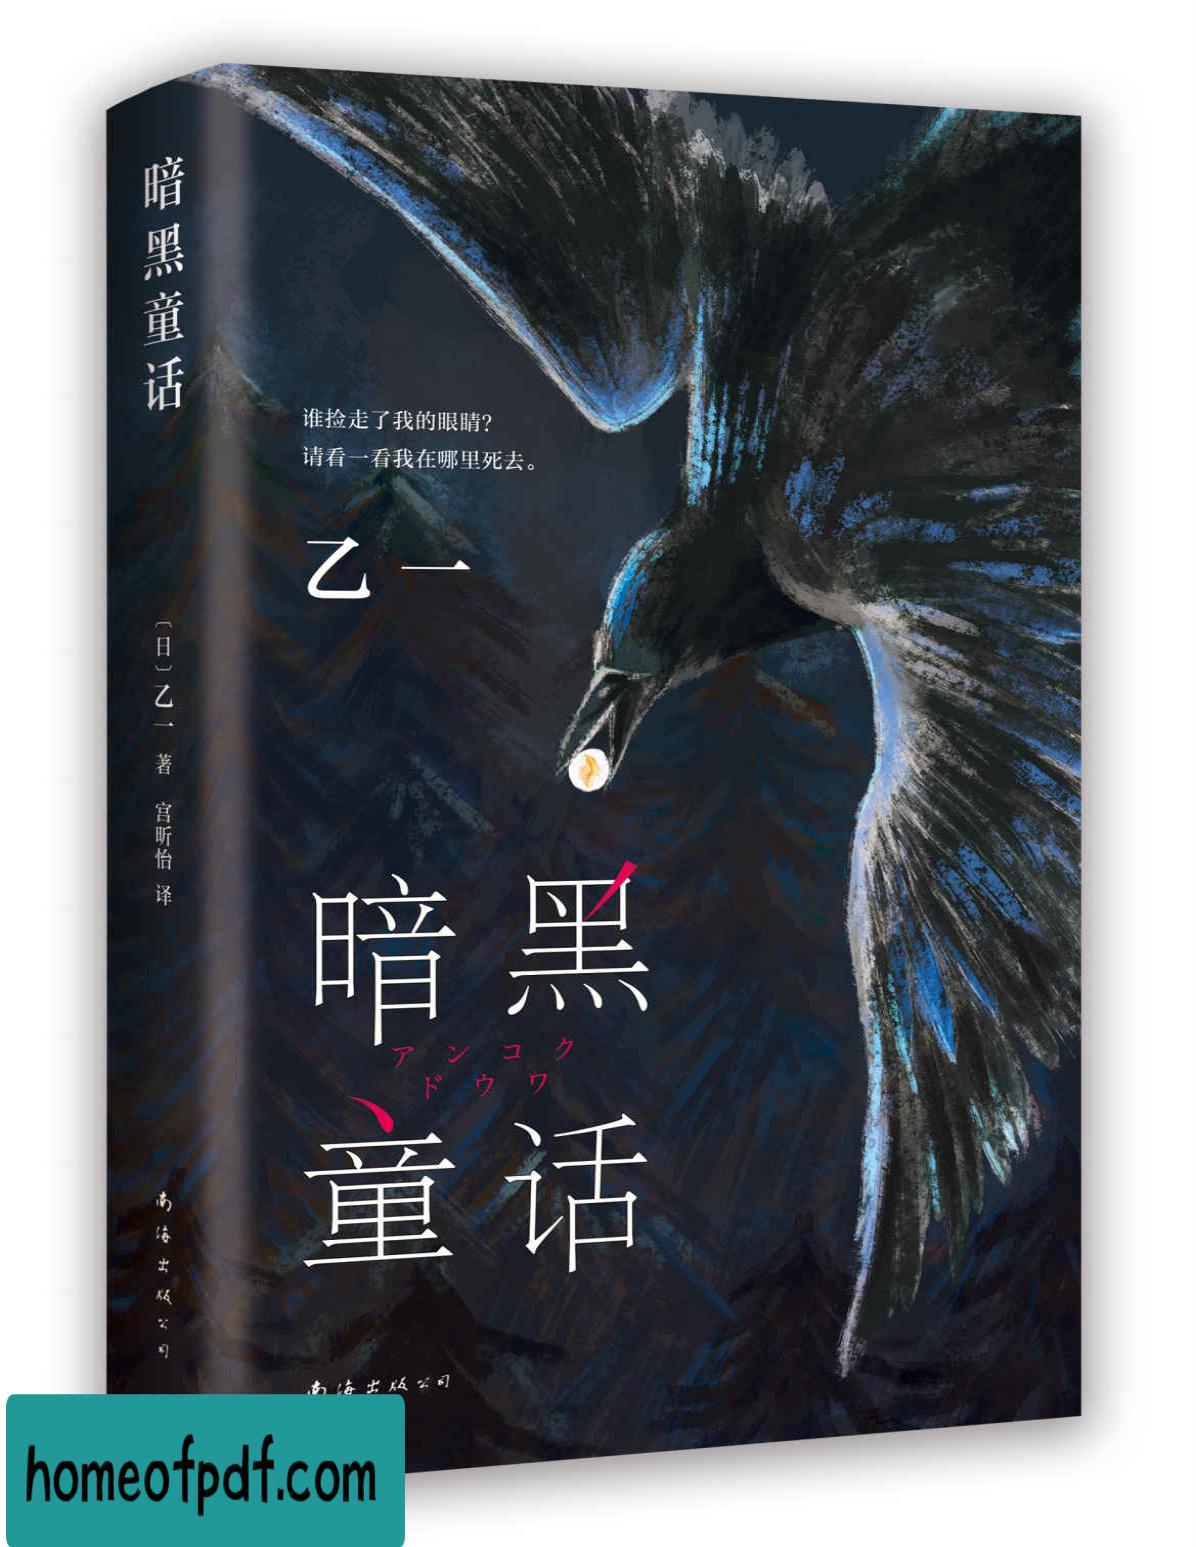 暗黑童话
〔日〕乙一 著 宫昕怡 译
南海出版公司
谁捡走了我的眼睛?
请看一看我在哪里死去。
乙一
暗黑
アンコク
ドウワ
童话
南海出版公司
homeofpdf.com